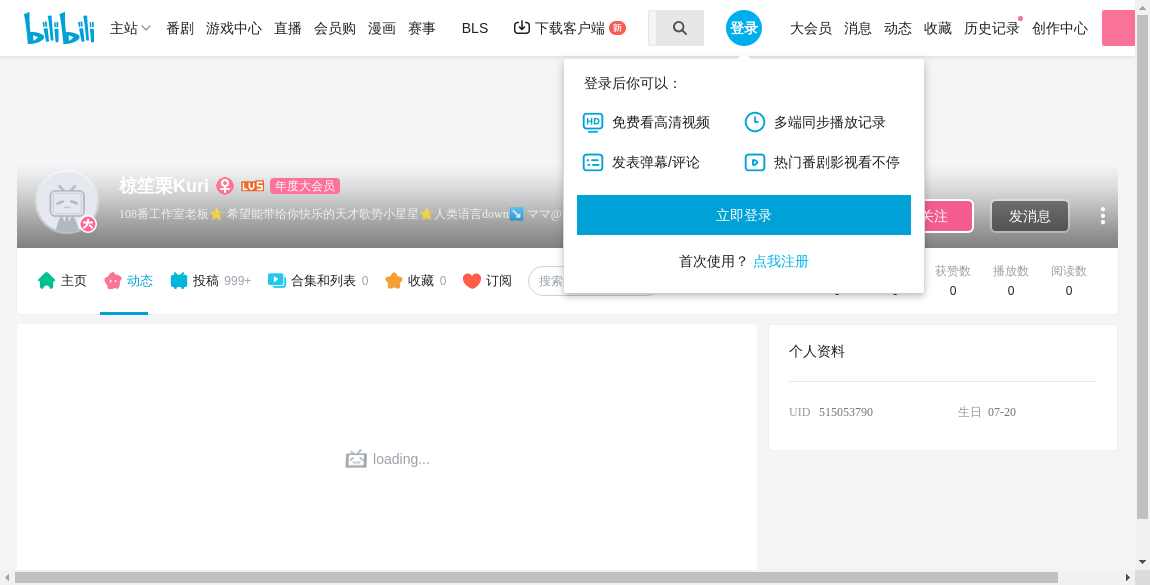 bilibili 主站 番剧 游戏中心 直播 会员购 漫画 赛事 BLS 下载客户端 新 登录 大会员 消息 动态 收藏 历史记录 创作中心
登录后你可以：
HD 免费看高清视频 多端同步播放记录
发表弹幕/评论 热门番剧影视看不停
立即登录
首次使用？ 点我注册
椋笙栗Kuri LV5 年度大会员
108番工作室老板⭐ 希望能带给你快乐的天才歌势小星星⭐人类语言down↘ ママ@
大
关注 发消息
主页 动态 投稿 999+ 合集和列表 0 收藏 0 订阅 搜索
获赞数 播放数 阅读数
0 0 0
个人资料
UID 515053790 生日 07-20
loading...